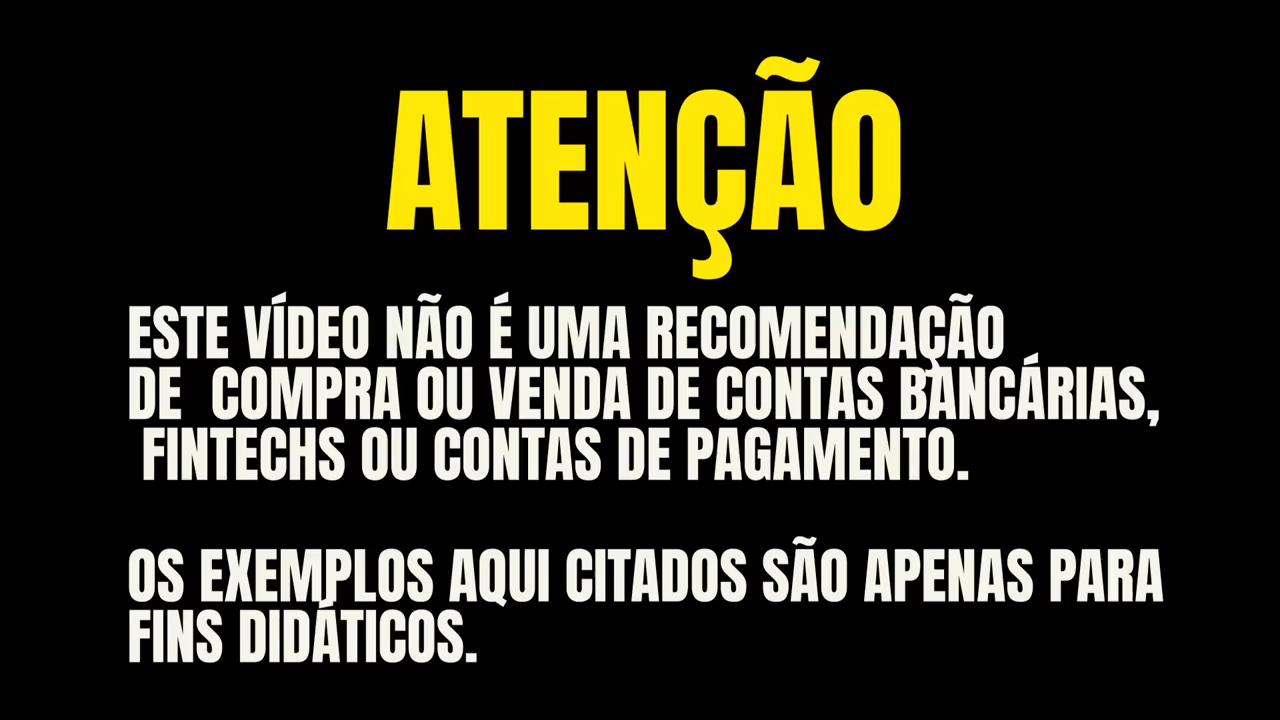 ATENÇÃO
ESTE VÍDEO NÃO É UMA RECOMENDAÇÃO
DE COMPRA OU VENDA DE CONTAS BANCÁRIAS,
FINTECHS OU CONTAS DE PAGAMENTO.
OS EXEMPLOS AQUI CITADOS SÃO APENAS PARA
FINS DIDÁTICOS.